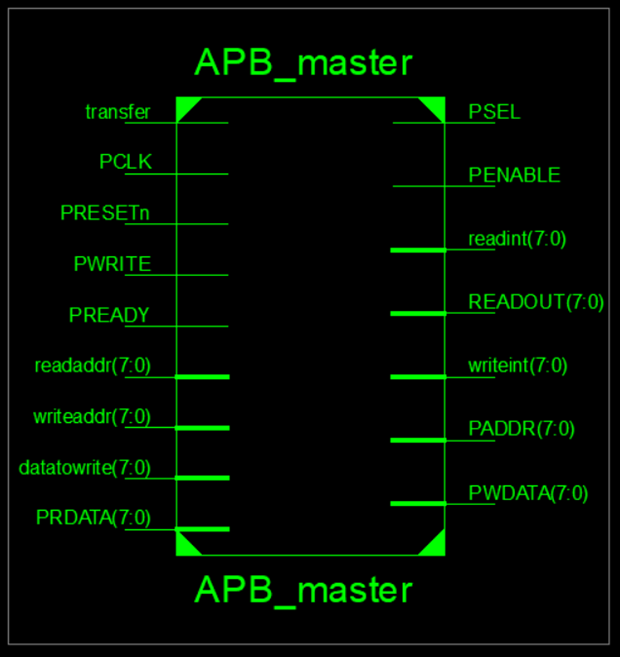 APB_master
transfer
PCLK
PRESETn
PWRITE
PREADY
readaddr(7:0)
writeaddr(7:0)
datatowrite(7:0)
PRDATA(7:0)
PSEL
PENABLE
readint(7:0)
READOUT(7:0)
writeint(7:0)
PADDR(7:0)
PWDATA(7:0)
APB_master